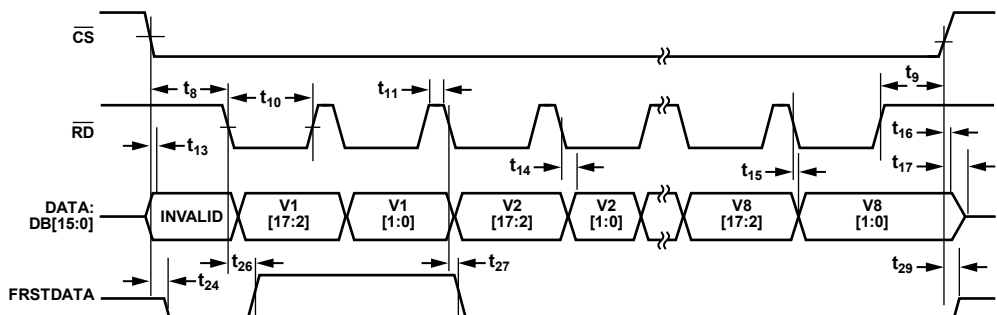 CS
t8
t10
t11
t9
RD
t13
t14
t15
t16
t17
DATA:
DB[15:0]
INVALID
V1
[17:2]
V1
[1:0]
V2
[17:2]
V2
[1:0]
V8
[17:2]
V8
[1:0]
t24
t26
t27
t29
FRSTDATA